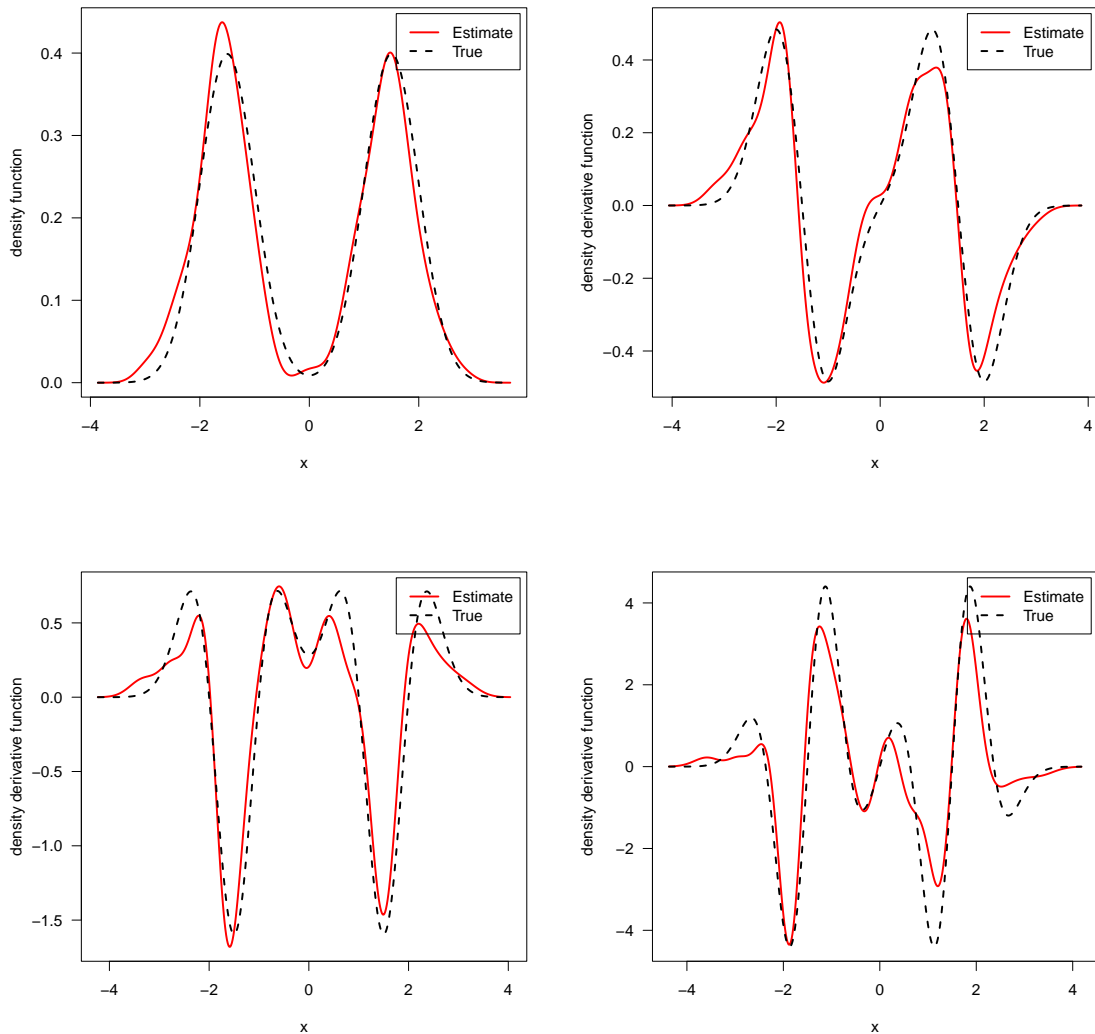 Estimate
True
density function
0.4
0.3
0.2
0.1
0.0
−4
−2
0
2
x
Estimate
True
density derivative function
0.4
0.2
0.0
−0.2
−0.4
−4
−2
0
2
4
x
Estimate
True
density derivative function
0.5
0.0
−0.5
−1.0
−1.5
−4
−2
0
2
4
x
Estimate
True
density derivative function
4
2
0
−2
−4
−4
−2
0
2
4
x